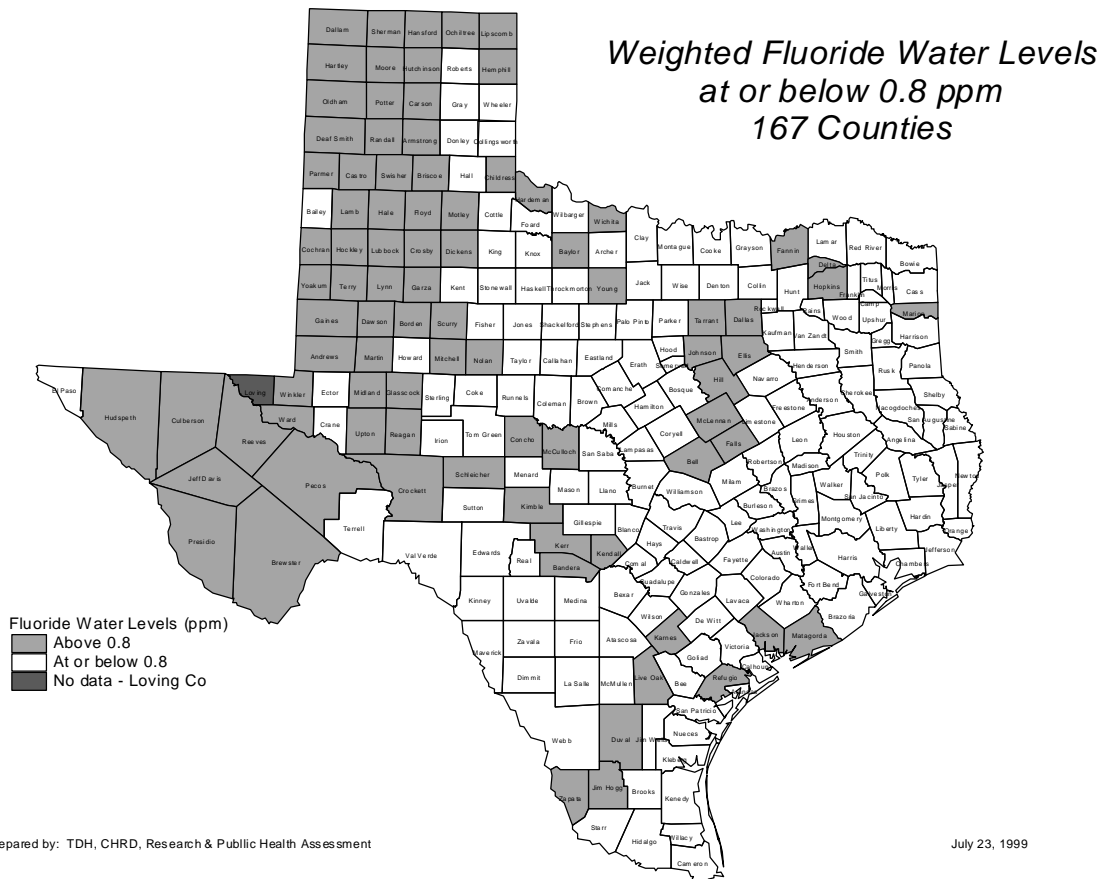 Weighted Fluoride Water Levels
at or below 0.8 ppm
167 Counties
Dallam Sherman Hansford Ochiltree Lipscomb
Hartley Moore Hutchinson Roberts Hemphill
Oldham Potter Carson Gray Wheeler
Deaf Smith Randall Armstrong Donley Collingsworth
Parmer Castro Swisher Briscoe Hall Childress
Hardeman
Bailey Lamb Hale Floyd Motley Cottle Foard Wilbarger Wichita
Cochran Hockley Lubbock Crosby Dickens King Knox Baylor Archer Clay Montague Cooke Grayson Fannin Lamar Red River Bowie
Delta
Yoakum Terry Lynn Garza Kent Stonewall Haskell Throckmorton Young Jack Wise Denton Collin Hunt Hopkins Franklin Titus Morris Cass
Gaines Dawson Borden Scurry Fisher Jones Shackelford Stephens Palo Pinto Parker Tarrant Dallas Rockwall Rains Wood Camp Upshur Marion
Kaufman Van Zandt Gregg Harrison
Andrews Martin Howard Mitchell Nolan Taylor Callahan Eastland Erath Hood Somervell Johnson Ellis Henderson Smith Rusk Panola
El Paso Hudspeth Culberson Loving Winkler Ector Midland Glasscock Sterling Coke Runnels Coleman Brown Comanche Bosque Hill Navarro Anderson Cherokee Shelby
Hamilton Freestone Nacogdoches
Reeves Ward Crane Upton Reagan Irion Tom Green Concho McCulloch San Saba Mills Lampasas Coryell McLennan Limestone Falls Leon Houston Angelina San Augustine Sabine
Jeff Davis Pecos Crockett Schleicher Menard Mason Llano Burnet Bell Milam Robertson Madison Trinity Polk Tyler Jasper Newton
Presidio Brewster Terrell Sutton Kimble Gillespie Blanco Williamson Burleson Brazos Grimes Walker San Jacinto Hardin
Travis Lee Washington Montgomery Liberty Orange
Val Verde Edwards Real Kerr Kendall Bandera Comal Hays Caldwell Bastrop Fayette Austin Waller Harris Jefferson Chambers
Kinney Uvalde Medina Bexar Guadalupe Gonzales Lavaca Colorado Wharton Fort Bend Galveston
Wilson De Witt Brazoria
Maverick Zavala Frio Atascosa Karnes Victoria Jackson Matagorda
Goliad Calhoun
Dimmit La Salle McMullen Live Oak Bee Refugio Aransas
San Patricio
Webb Duval Jim Wells Nueces
Kleberg
Zapata Jim Hogg Brooks Kenedy
Starr Hidalgo Willacy
Cameron
Fluoride Water Levels (ppm)
Above 0.8
At or below 0.8
No data - Loving Co
epared by: TDH, CHRD, Research & Publlic Health Assessment
July 23, 1999